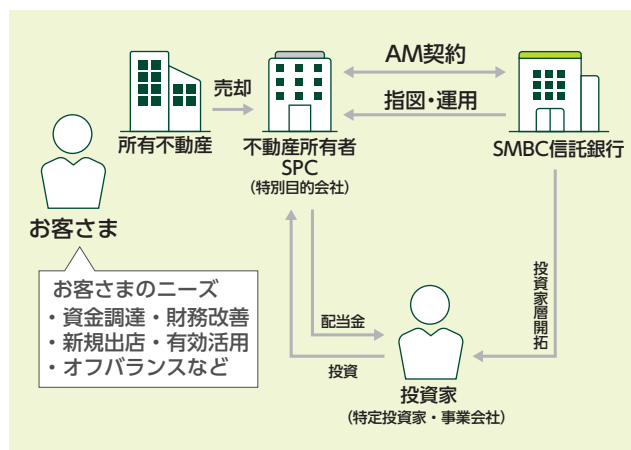 AM契約
売却
指図・運用
所有不動産
不動産所有者
SPC
(特別目的会社)
SMBC信託銀行
お客さま
お客さまのニーズ
・資金調達・財務改善
・新規出店・有効活用
・オフバランスなど
配当金
投資
投資家層開拓
投資家
(特定投資家・事業会社)